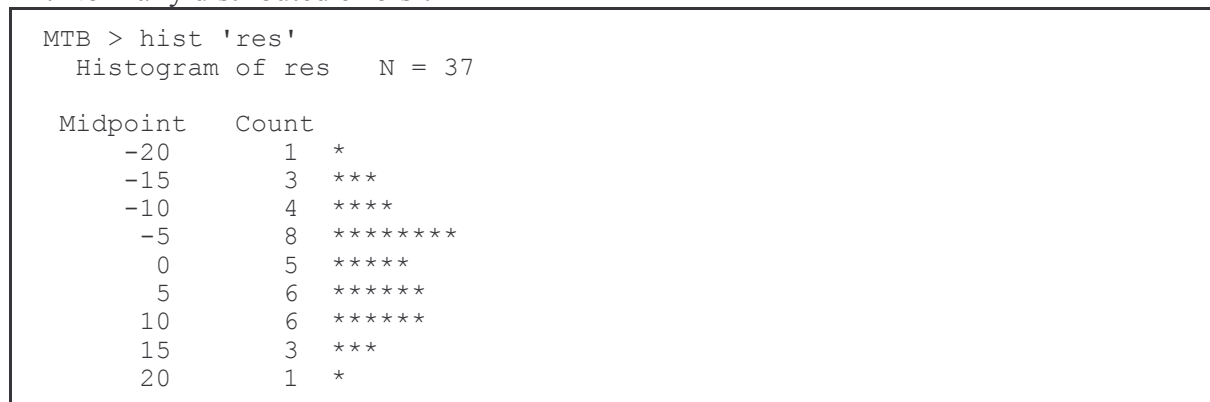 MTB > hist 'res'
Histogram of res N = 37
Midpoint Count
-20 1 *
-15 3 ***
-10 4 ****
-5 8 ********
0 5 *****
5 6 ******
10 6 ******
15 3 ***
20 1 *